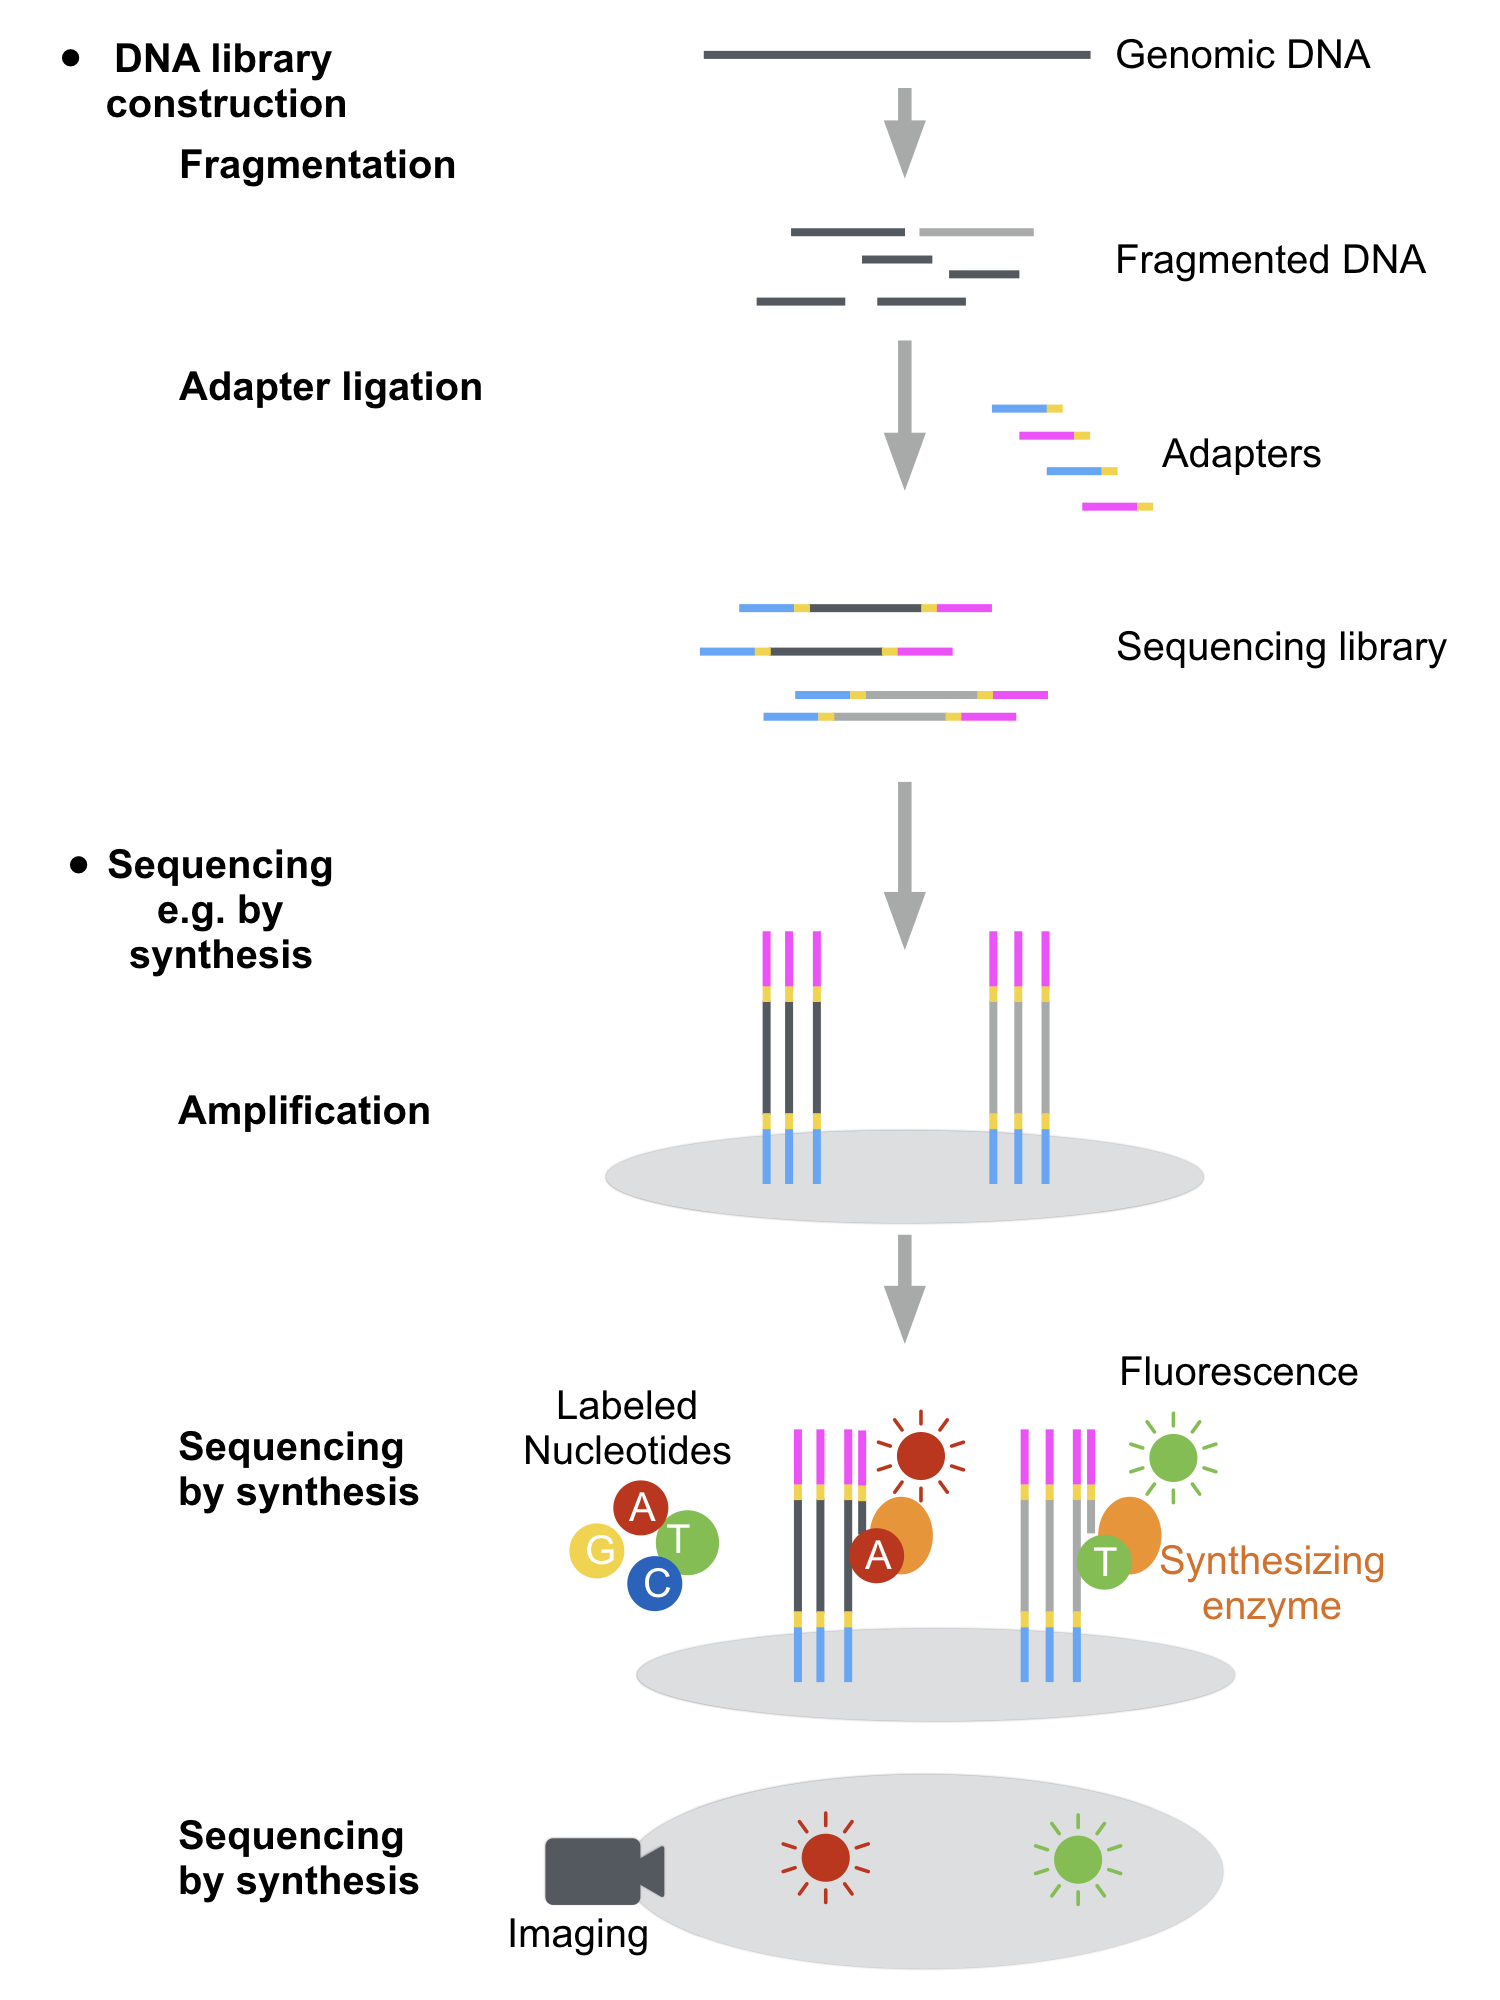 • DNA library
construction
Genomic DNA
Fragmentation
Fragmented DNA
Adapter ligation
Adapters
Sequencing library
• Sequencing
e.g. by
synthesis
Amplification
Fluorescence
Labeled
Nucleotides
Sequencing
by synthesis
A
G
T
C
A
T
Synthesizing
enzyme
Sequencing
by synthesis
Imaging